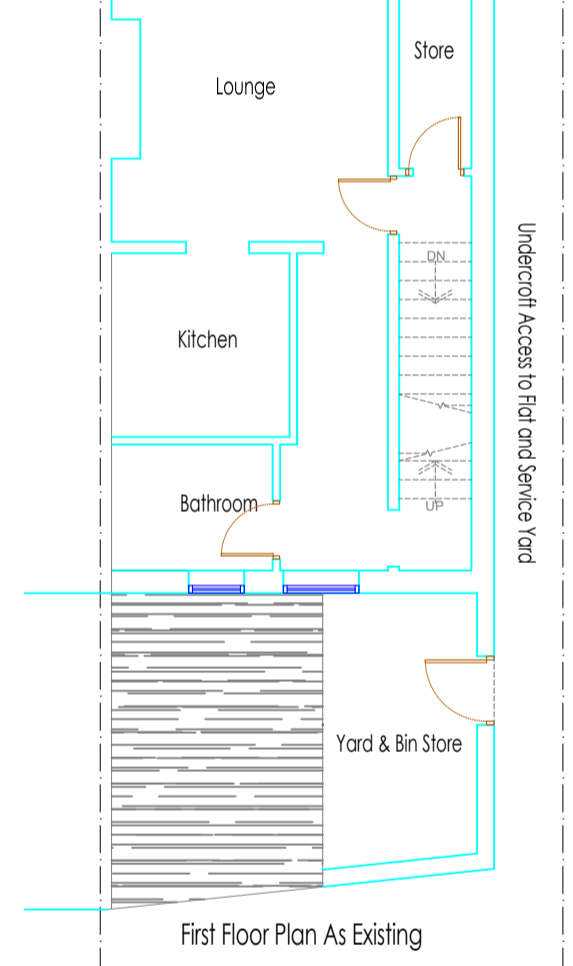 Store
Lounge
Undercroft Access to Flat and Service Yard
DN
Kitchen
Bathroom
UP
Yard & Bin Store
First Floor Plan As Existing